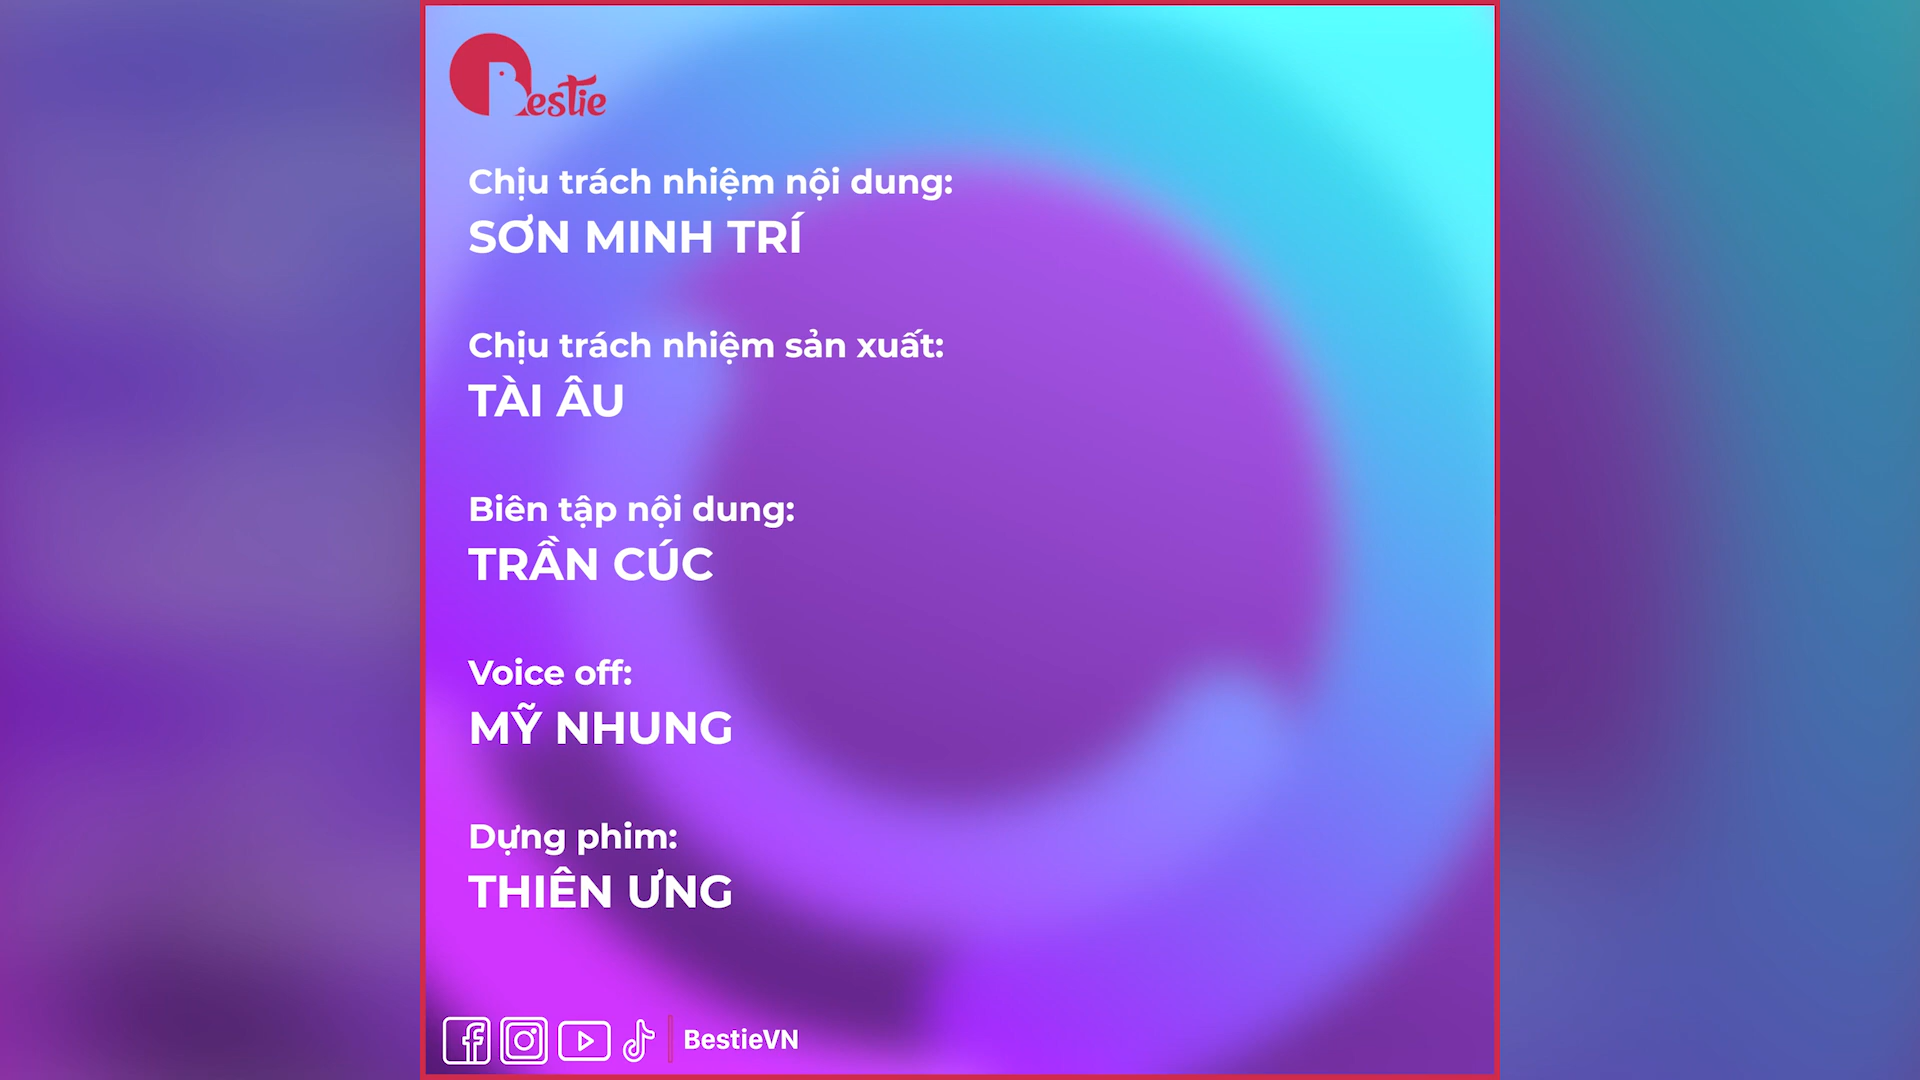 Bestie
Chịu trách nhiệm nội dung:
SƠN MINH TRÍ
Chịu trách nhiệm sản xuất:
TÀI ÂU
Biên tập nội dung:
TRẦN CÚC
Voice off:
MỸ NHUNG
Dựng phim:
THIÊN ƯNG
BestieVN